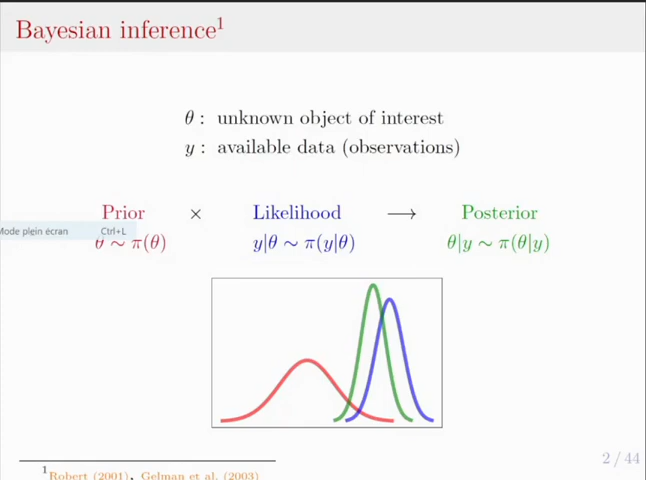 Bayesian inference¹
θ : unknown object of interest
y : available data (observations)
Prior × Likelihood ⟶ Posterior
Mode plein écran Ctrl+L
θ ∼ π(θ) y|θ ∼ π(y|θ) θ|y ∼ π(θ|y)
2 / 44
¹Robert (2001), Gelman et al. (2003)